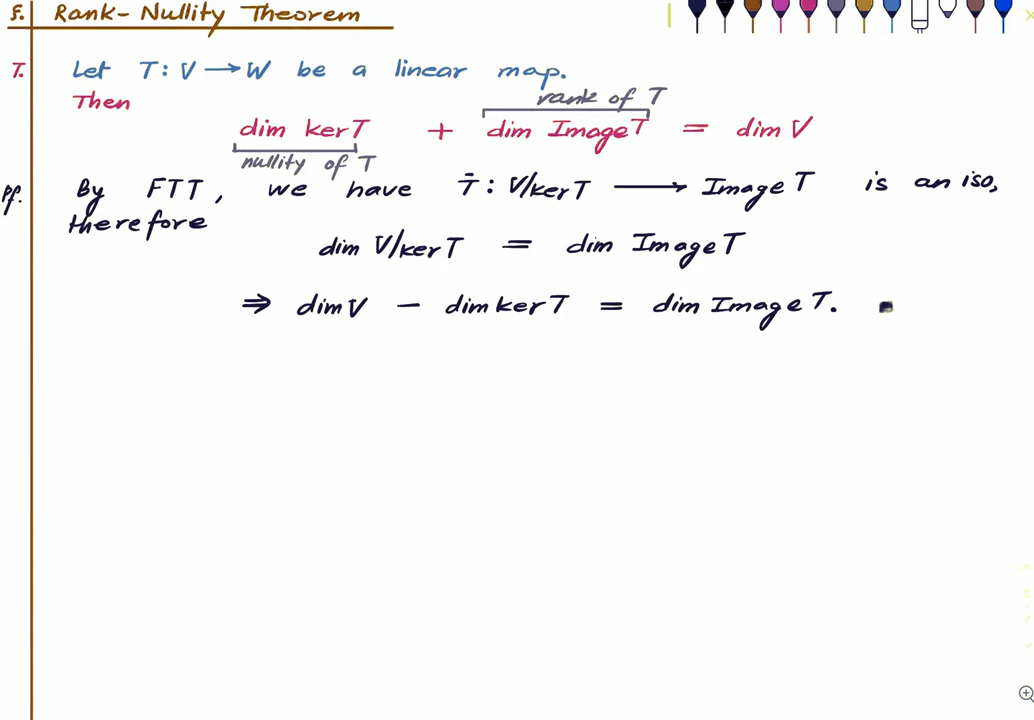 5. Rank-Nullity Theorem
T. Let T: V → W be a linear map.
Then
rank of T
dim ker T + dim Image T = dim V
nullity of T
Pf. By FTT, we have T̄: V/ker T → Image T is an iso,
therefore
dim V/ker T = dim Image T
⇒ dim V − dim ker T = dim Image T. ■